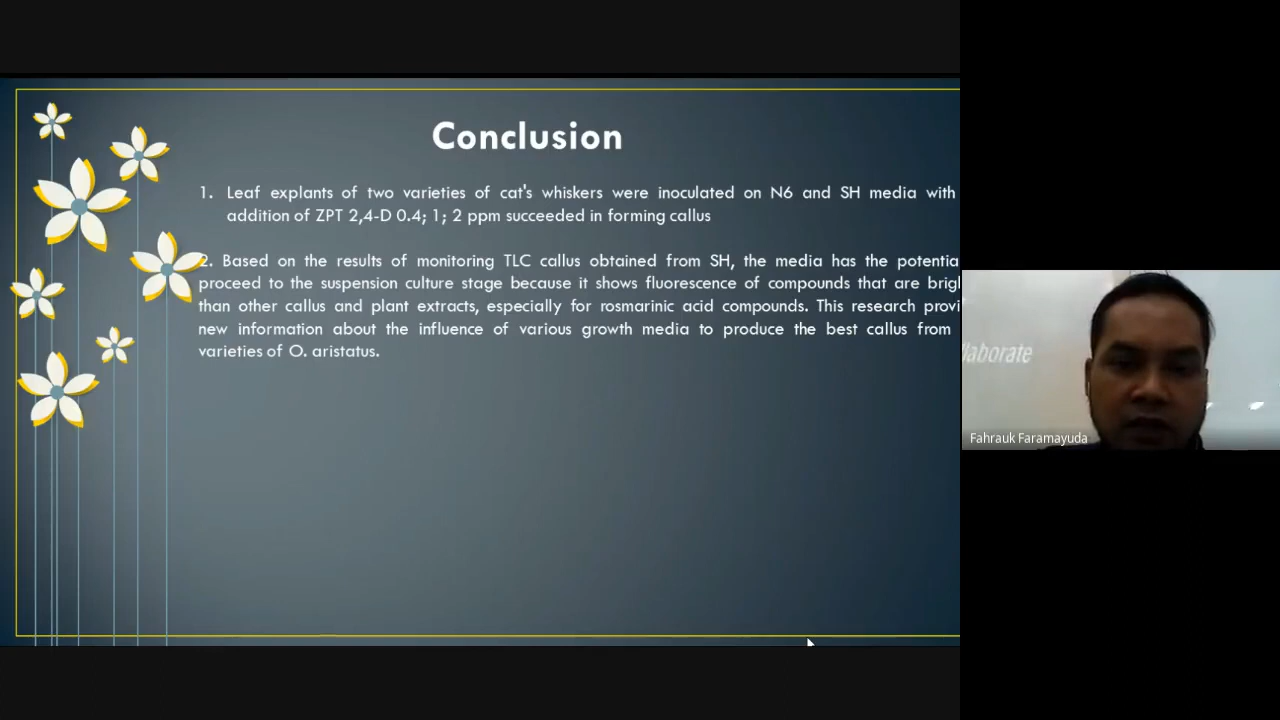 Conclusion
1. Leaf explants of two varieties of cat's whiskers were inoculated on N6 and SH media with
addition of ZPT 2,4-D 0.4; 1; 2 ppm succeeded in forming callus
2. Based on the results of monitoring TLC callus obtained from SH, the media has the potentia
proceed to the suspension culture stage because it shows fluorescence of compounds that are brigl
than other callus and plant extracts, especially for rosmarinic acid compounds. This research provi
new information about the influence of various growth media to produce the best callus from
varieties of O. aristatus.
laborate
Fahrauk Faramayuda